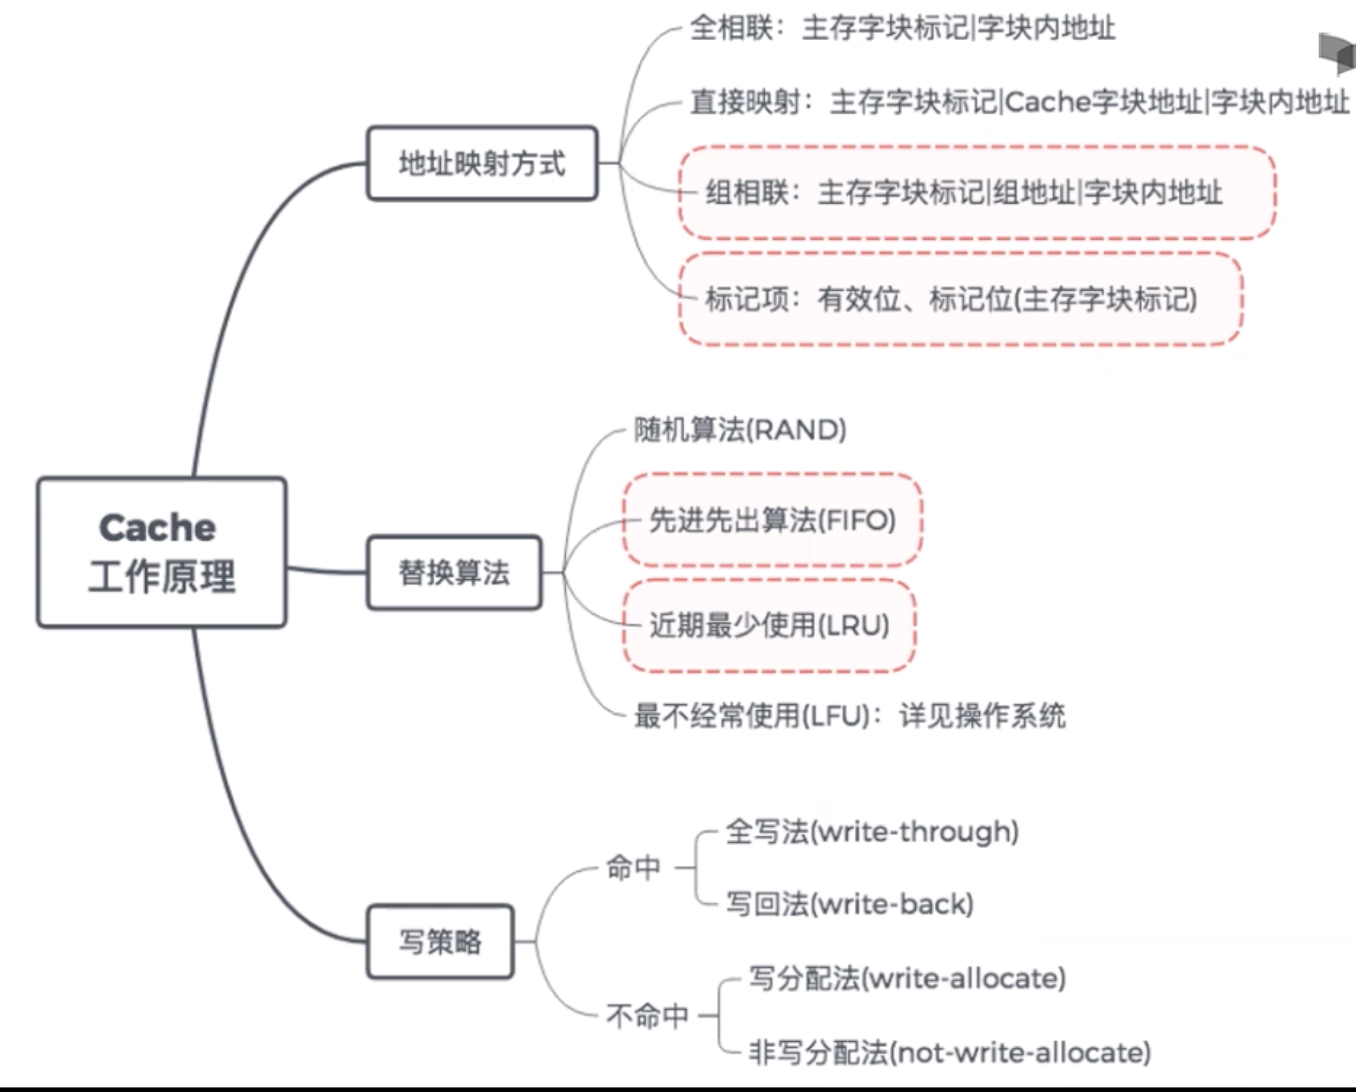 全相联：主存字块标记|字块内地址
直接映射：主存字块标记|Cache字块地址|字块内地址
地址映射方式
组相联：主存字块标记|组地址|字块内地址
标记项：有效位、标记位(主存字块标记)
随机算法(RAND)
先进先出算法(FIFO)
Cache
工作原理
替换算法
近期最少使用(LRU)
最不经常使用(LFU)：详见操作系统
全写法(write-through)
命中
写回法(write-back)
写策略
写分配法(write-allocate)
不命中
非写分配法(not-write-allocate)